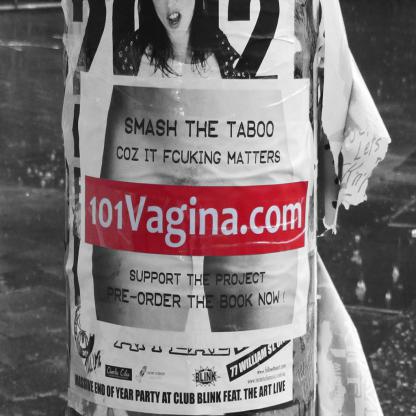 2012
SMASH THE TABOO
COZ IT FCUKING MATTERS
101Vagina.com
SUPPORT THE PROJECT
PRE-ORDER THE BOOK NOW!
BLINK
77 WILLIAM ST
END OF YEAR PARTY AT CLUB BLINK FEAT. THE ART LIVE